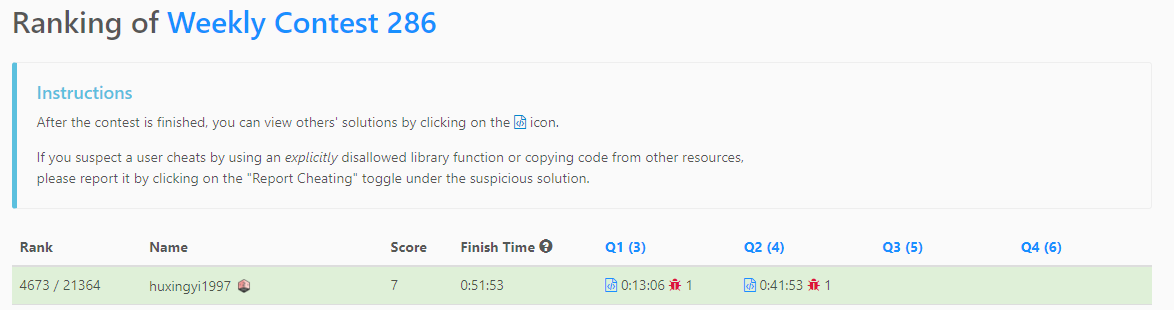 Ranking of Weekly Contest 286
Instructions
After the contest is finished, you can view others' solutions by clicking on the </> icon.
If you suspect a user cheats by using an explicitly disallowed library function or copying code from other resources,
please report it by clicking on the "Report Cheating" toggle under the suspicious solution.
Rank Name Score Finish Time ? Q1 (3) Q2 (4) Q3 (5) Q4 (6)
4673 / 21364 huxingyi1997 7 0:51:53 </> 0:13:06 1 </> 0:41:53 1